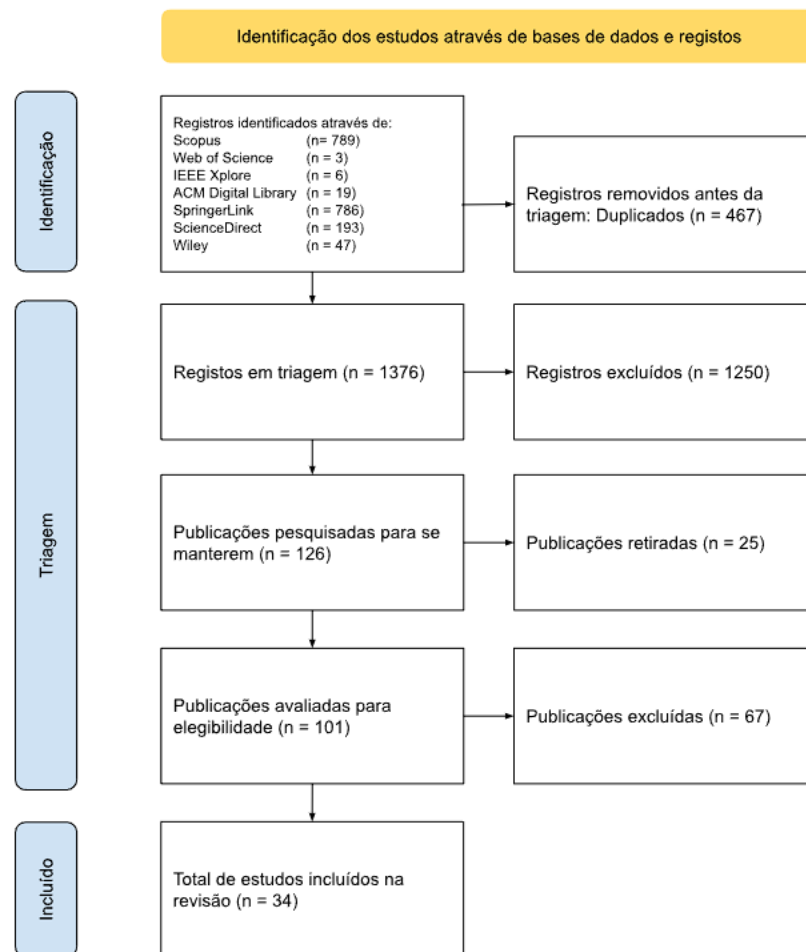 Identificação dos estudos através de bases de dados e registos
Identificação
Registros identificados através de:
Scopus (n= 789)
Web of Science (n = 3)
IEEE Xplore (n = 6)
ACM Digital Library (n = 19)
SpringerLink (n = 786)
ScienceDirect (n = 193)
Wiley (n = 47)
Registros removidos antes da
triagem: Duplicados (n = 467)
Triagem
Registos em triagem (n = 1376)
Registros excluídos (n = 1250)
Publicações pesquisadas para se
manterem (n = 126)
Publicações retiradas (n = 25)
Publicações avaliadas para
elegibilidade (n = 101)
Publicações excluídas (n = 67)
Incluído
Total de estudos incluídos na
revisão (n = 34)